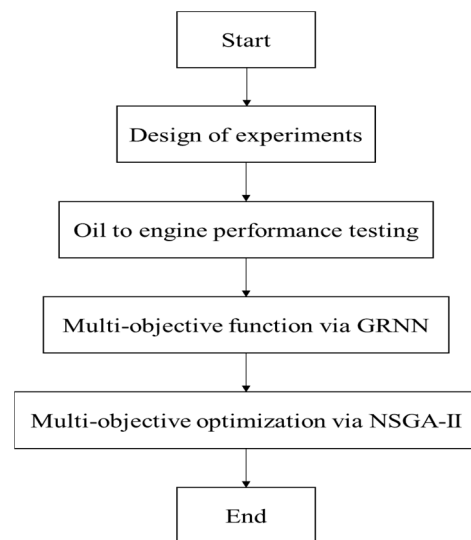 Start
Design of experiments
Oil to engine performance testing
Multi-objective function via GRNN
Multi-objective optimization via NSGA-II
End